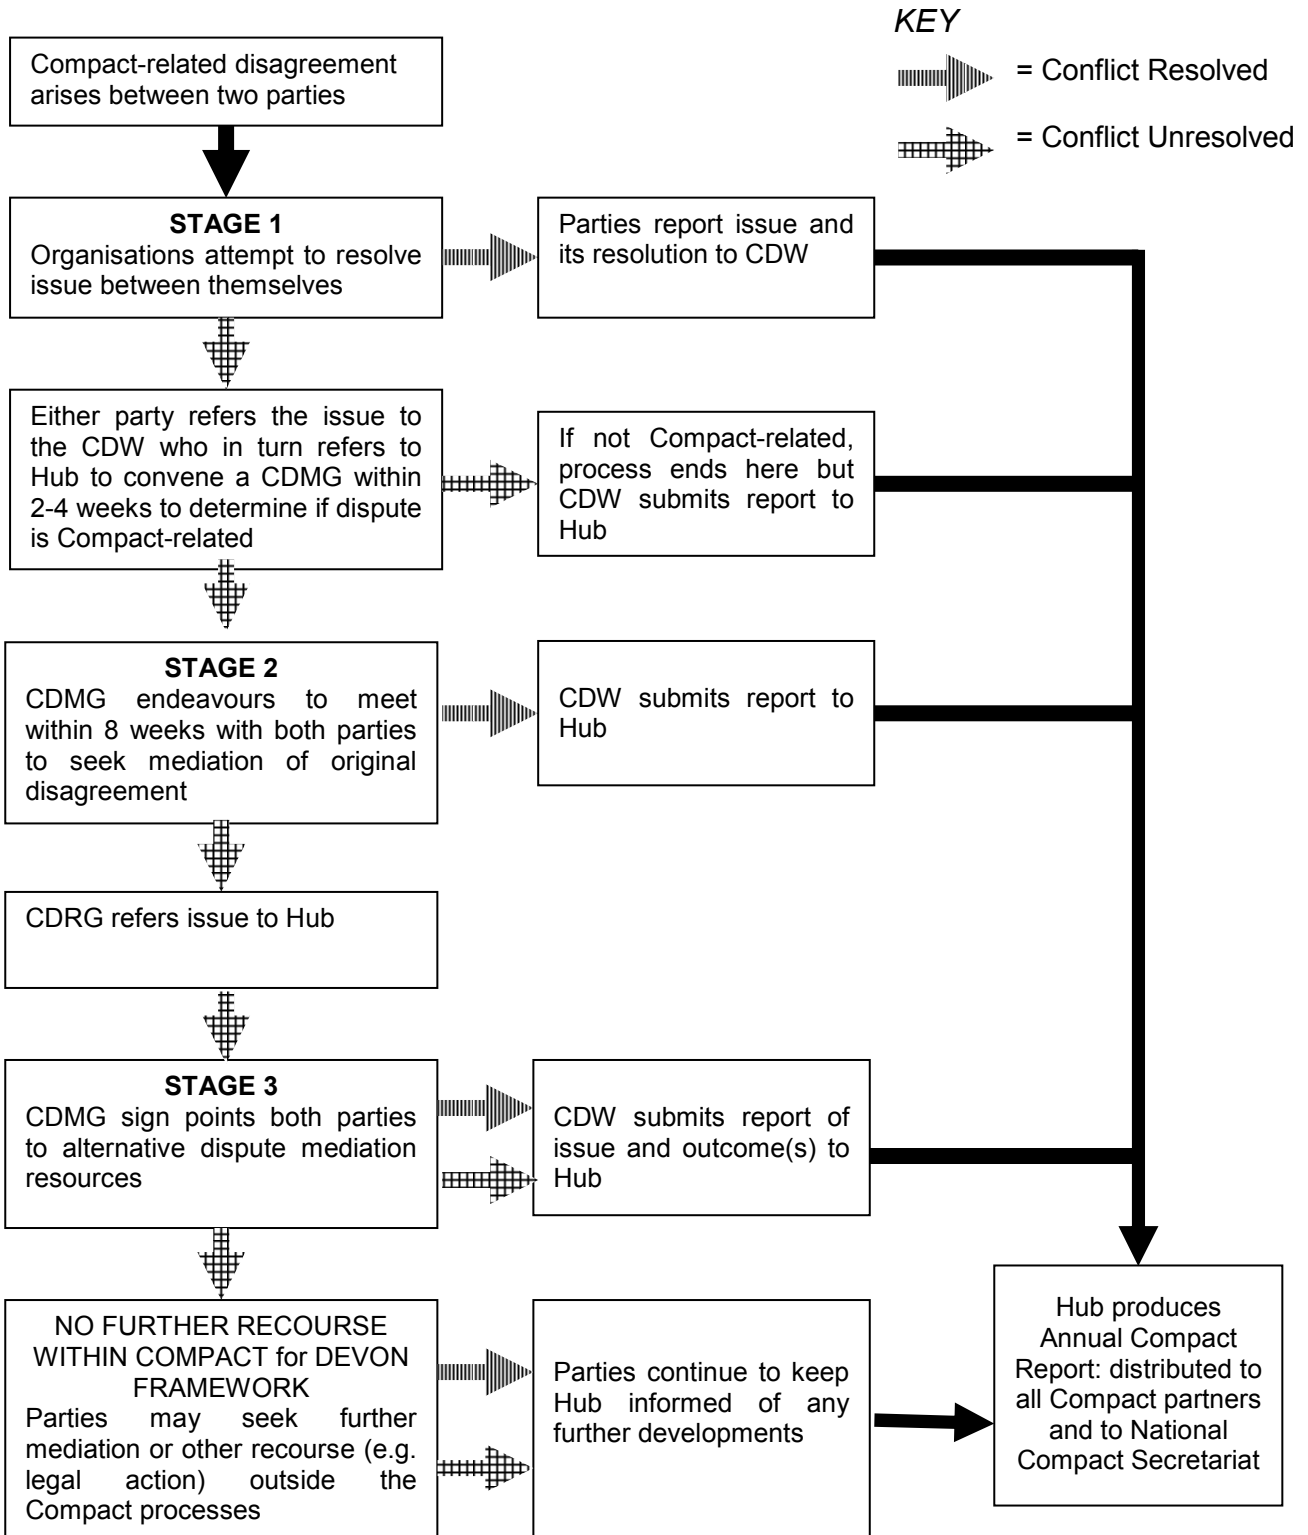 KEY
= Conflict Resolved
= Conflict Unresolved
Compact-related disagreement
arises between two parties
STAGE 1
Organisations attempt to resolve
issue between themselves
Parties report issue and
its resolution to CDW
Either party refers the issue to
the CDW who in turn refers to
Hub to convene a CDMG within
2-4 weeks to determine if dispute
is Compact-related
If not Compact-related,
process ends here but
CDW submits report to
Hub
STAGE 2
CDMG endeavours to meet
within 8 weeks with both parties
to seek mediation of original
disagreement
CDW submits report to
Hub
CDRG refers issue to Hub
STAGE 3
CDMG sign points both parties
to alternative dispute mediation
resources
CDW submits report of
issue and outcome(s) to
Hub
NO FURTHER RECOURSE
WITHIN COMPACT for DEVON
FRAMEWORK
Parties may seek further
mediation or other recourse (e.g.
legal action) outside the
Compact processes
Parties continue to keep
Hub informed of any
further developments
Hub produces
Annual Compact
Report: distributed to
all Compact partners
and to National
Compact Secretariat